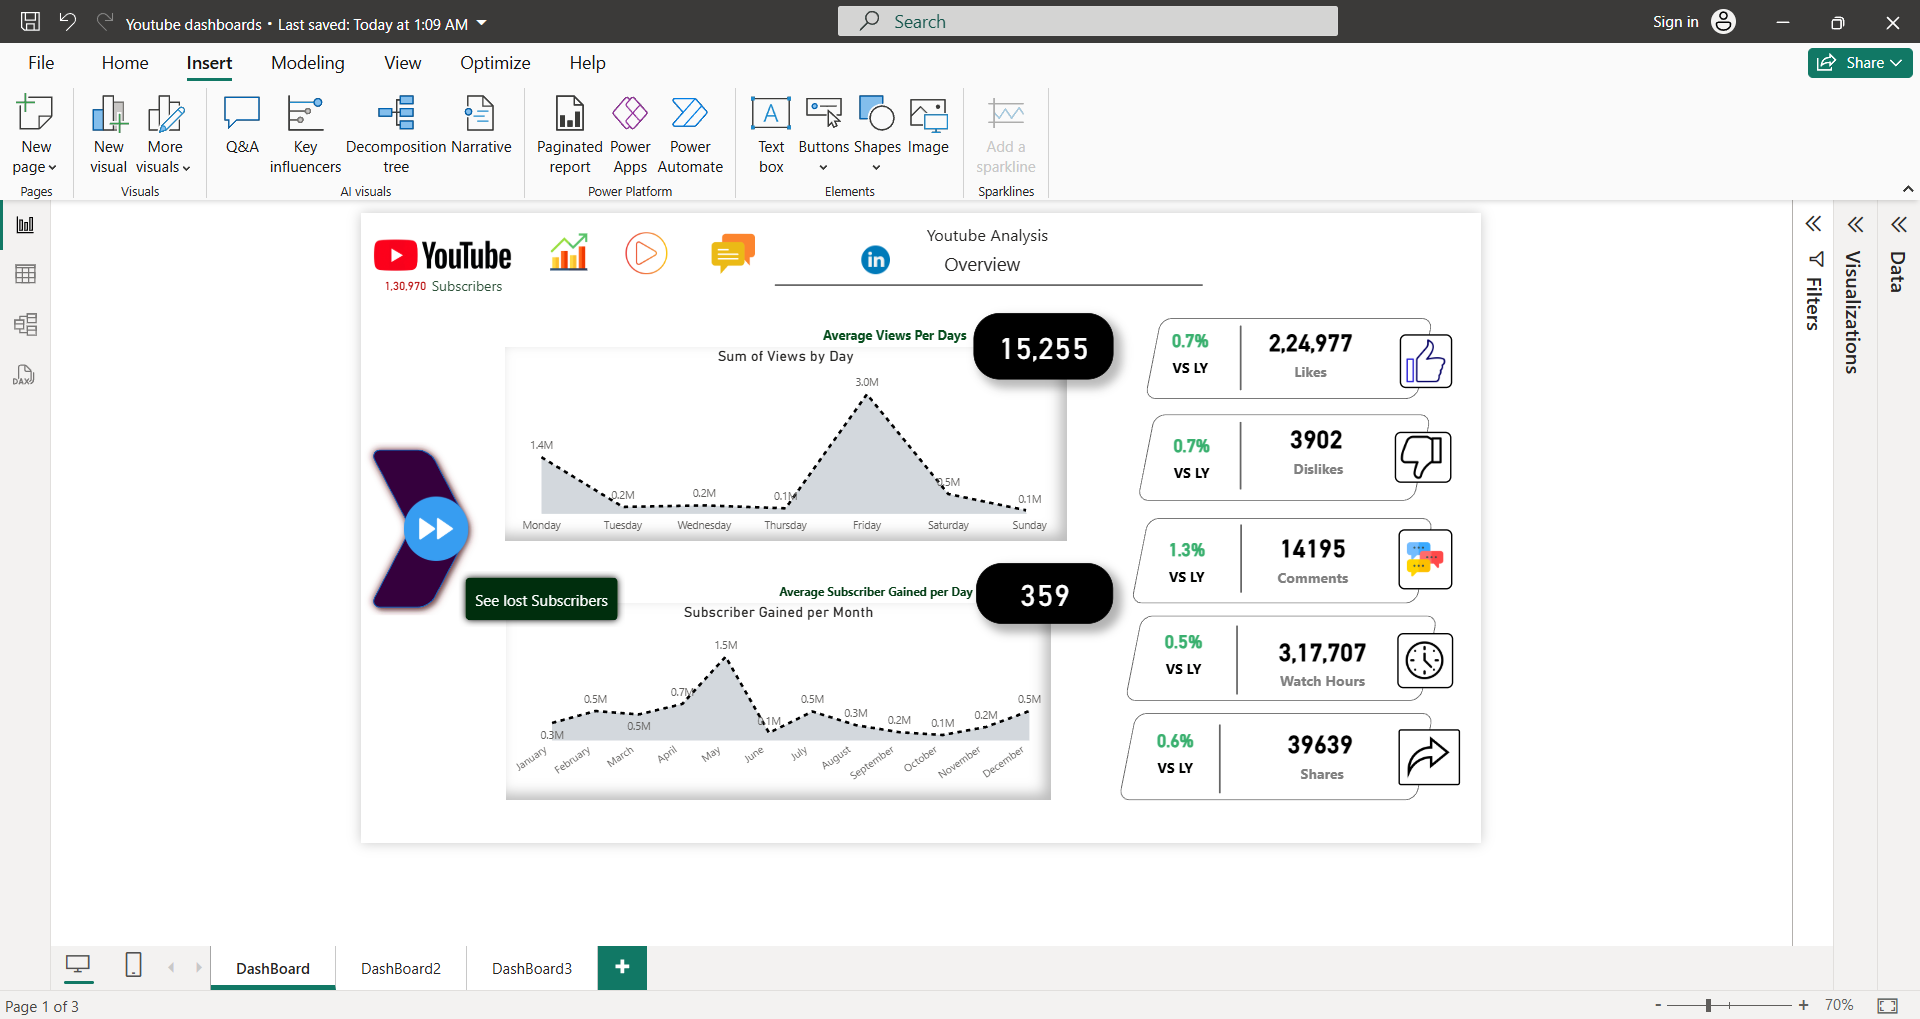 Youtube dashboards • Last saved: Today at 1:09 AM
Search
Sign in
File Home Insert Modeling View Optimize Help
Share
New page
Pages
New visual
More visuals
Visuals
Q&A
Key influencers
Decomposition tree
Narrative
AI visuals
Paginated report
Power Apps
Power Automate
Power Platform
Text box
Buttons
Shapes
Image
Elements
Add a sparkline
Sparklines
DAX
YouTube
1,30,970 Subscribers
in
Youtube Analysis
Overview
Average Views Per Days
15,255
Sum of Views by Day
1.4M
0.2M
0.2M
0.1M
3.0M
0.5M
0.1M
Monday Tuesday Wednesday Thursday Friday Saturday Sunday
See lost Subscribers
Average Subscriber Gained per Day
359
Subscriber Gained per Month
0.3M
0.5M
0.5M
0.7M
1.5M
0.1M
0.5M
0.3M
0.2M
0.1M
0.2M
0.5M
January February March April May June July August September October November December
0.7%
VS LY
2,24,977
Likes
0.7%
VS LY
3902
Dislikes
1.3%
VS LY
14195
Comments
0.5%
VS LY
3,17,707
Watch Hours
0.6%
VS LY
39639
Shares
Filters
Visualizations
Data
DashBoard DashBoard2 DashBoard3 +
Page 1 of 3
- + 70%